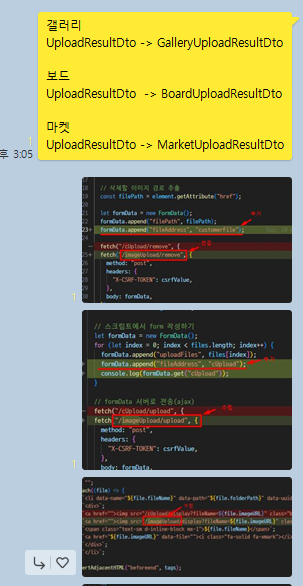 갤러리
UploadResultDto -> GalleryUploadResultDto
보드
UploadResultDto -> BoardUploadResultDto
마켓
UploadResultDto -> MarketUploadResultDto
1
후 3:05
// 삭제할 이미지 경로 추출
const filePath = element.getAttribute("href");
let formData = new FormData();
formData.append("filePath", filePath);
formData.append("fileAddress", "customerfile");
fetch("/cUpload/remove", {
fetch("/imageUpload/remove", {
method: "post",
headers: {
"X-CSRF-TOKEN": csrfValue,
},
body: formData,
1
// 스크립트에서 form 작성하기
let formData = new FormData();
for (let index = 0; index < files.length; index++) {
formData.append("uploadFiles", files[index]);
formData.append("fileAddress", "cUpload");
console.log(formData.get("cUpload"));
}
// formData 서버로 전송(ajax)
fetch("/cUpload/upload", {
fetch("/imageUpload/upload", {
method: "post",
headers: {
"X-CSRF-TOKEN": csrfValue,
},
body: formData,
1